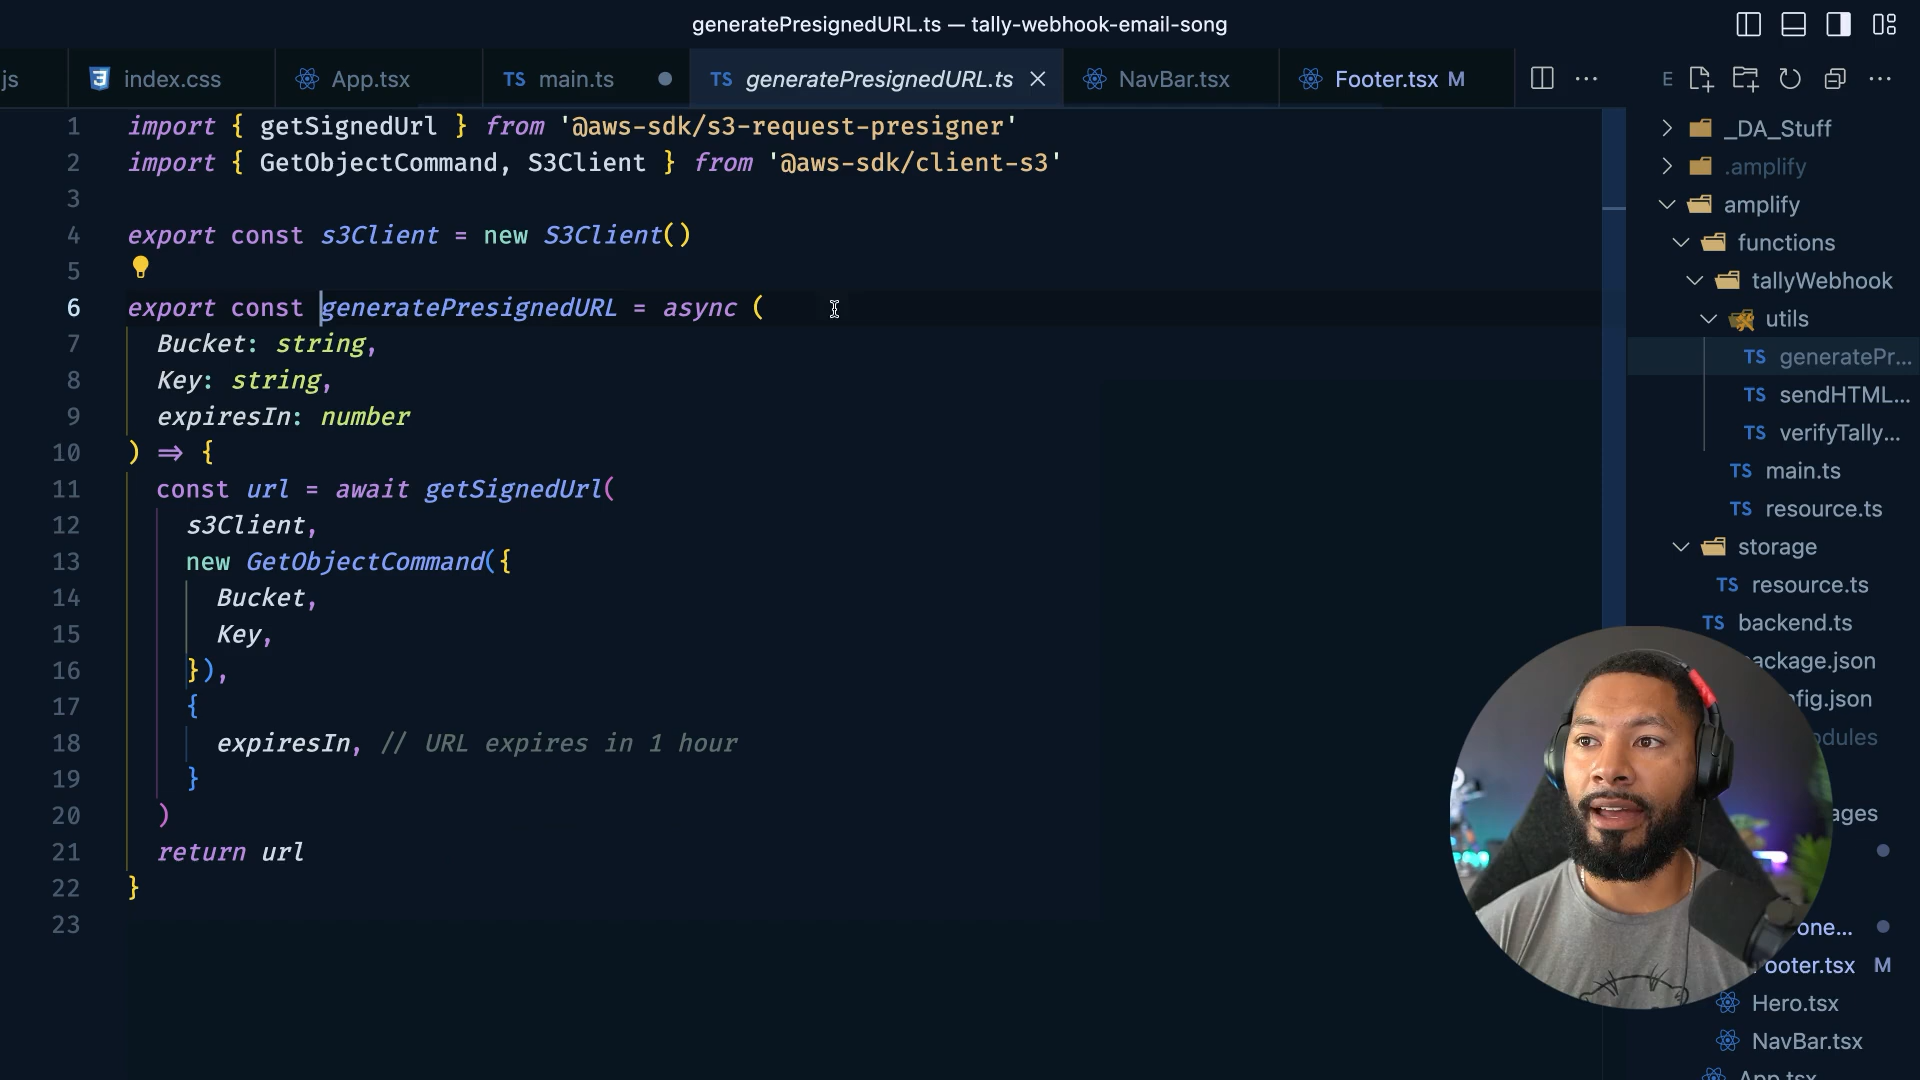 generatePresignedURL.ts — tally-webhook-email-song
js
index.css
App.tsx
TS main.ts
TS generatePresignedURL.ts
NavBar.tsx
Footer.tsx M
E
1 import { getSignedUrl } from '@aws-sdk/s3-request-presigner'
2 import { GetObjectCommand, S3Client } from '@aws-sdk/client-s3'
3
4 export const s3Client = new S3Client()
5
6 export const generatePresignedURL = async (
7 Bucket: string,
8 Key: string,
9 expiresIn: number
10 ) => {
11 const url = await getSignedUrl(
12 s3Client,
13 new GetObjectCommand({
14 Bucket,
15 Key,
16 }),
17 {
18 expiresIn, // URL expires in 1 hour
19 }
20 )
21 return url
22 }
23
_DA_Stuff
.amplify
amplify
functions
tallyWebhook
utils
TS generatePr...
TS sendHTML...
TS verifyTally...
TS main.ts
TS resource.ts
storage
TS resource.ts
TS backend.ts
ackage.json
nfig.json
odules
ages
one...
Footer.tsx M
Hero.tsx
NavBar.tsx
App.tsx